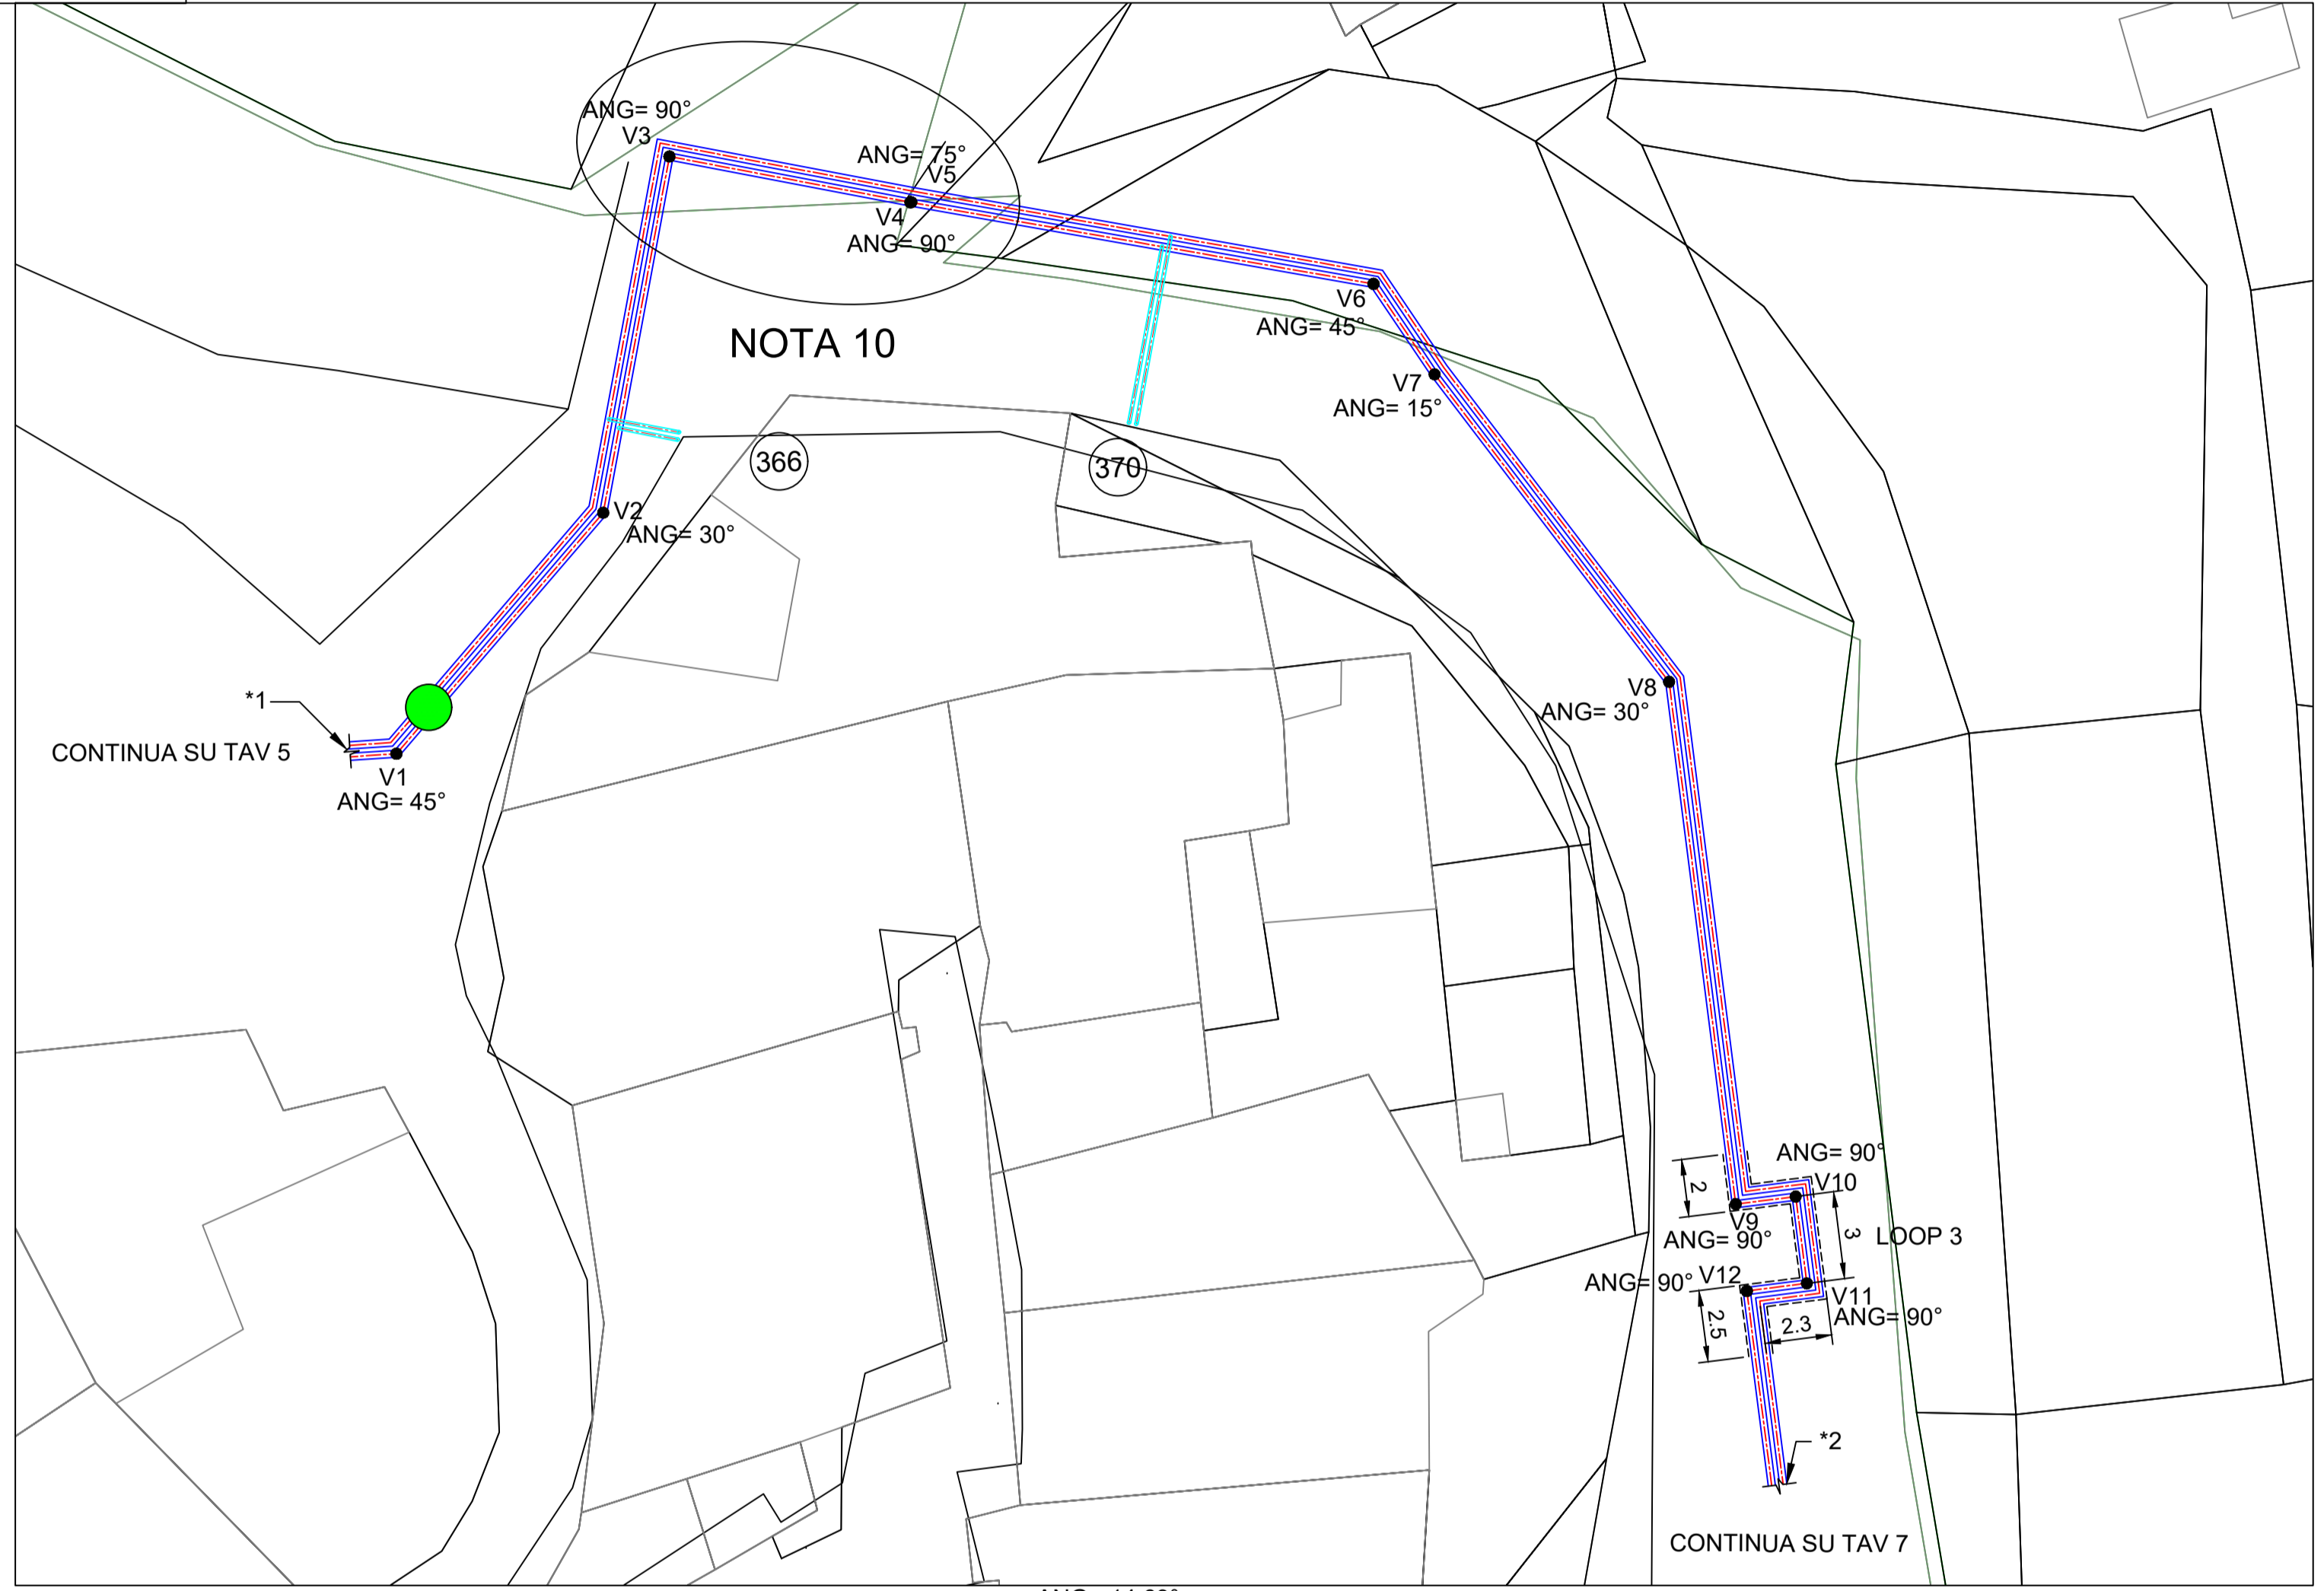 ANG= 90°
V3
ANG= 75°
V5
V4
ANG= 90°
V6
ANG= 45°
NOTA 10
V7
ANG= 15°
366
370
V2
ANG= 30°
*1
V8
ANG= 30°
CONTINUA SU TAV 5
V1
ANG= 45°
ANG= 90°
2
V10
V9
ANG= 90°
3
LOOP 3
ANG= 90°
V12
V11
ANG= 90°
2.5
2.3
*2
CONTINUA SU TAV 7